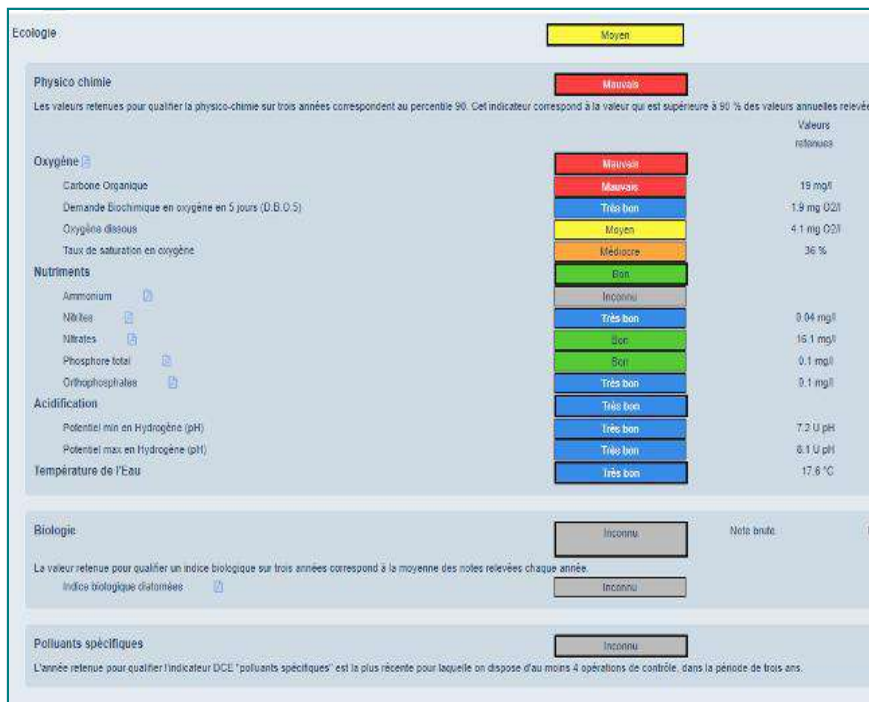 Ecologie Moyen
Physico chimie Mauvais
Les valeurs retenues pour qualifier la physico-chimie sur trois années correspondent au percentile 90. Cet indicateur correspond à la valeur qui est supérieure à 90 % des valeurs annuelles relevée
Valeurs
retenues
Oxygène Mauvais
Carbone Organique Mauvais 19 mg/l
Demande Biochimique en oxygène en 5 jours (D.B.O.5) Très bon 1.9 mg O2/l
Oxygène dissous Moyen 4.1 mg O2/l
Taux de saturation en oxygène Médiocre 36 %
Nutriments Bon
Ammonium Inconnu
Nitrites Très bon 0.04 mg/l
Nitrates Bon 16.1 mg/l
Phosphore total Bon 0.1 mg/l
Orthophosphates Très bon 0.1 mg/l
Acidification Très bon
Potentiel min en Hydrogène (pH) Très bon 7.2 U pH
Potentiel max en Hydrogène (pH) Très bon 8.1 U pH
Température de l'Eau Très bon 17.6 °C
Biologie Inconnu Note brute
La valeur retenue pour qualifier un indice biologique sur trois années correspond à la moyenne des notes relevées chaque année.
Indice biologique diatomées Inconnu
Polluants spécifiques Inconnu
L'année retenue pour qualifier l'indicateur DCE "polluants spécifiques" est la plus récente pour laquelle on dispose d'au moins 4 opérations de contrôle, dans la période de trois ans.